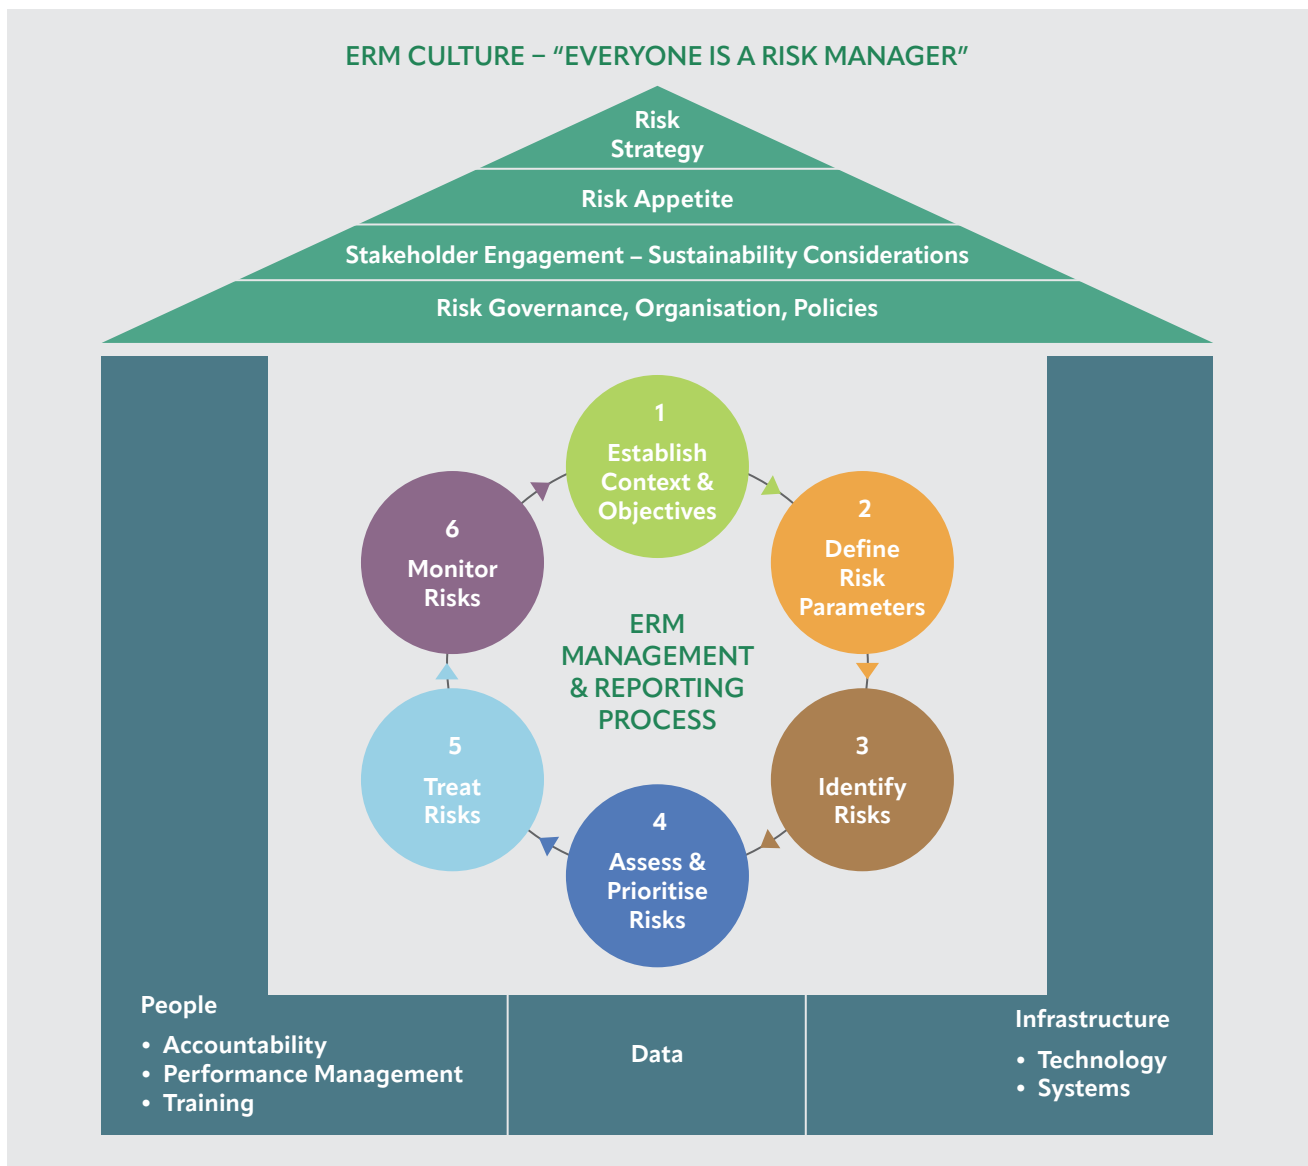 ERM CULTURE – “EVERYONE IS A RISK MANAGER”
Risk
Strategy
Risk Appetite
Stakeholder Engagement – Sustainability Considerations
Risk Governance, Organisation, Policies
1
Establish
Context &
Objectives
2
Define
Risk
Parameters
3
Identify
Risks
4
Assess &
Prioritise
Risks
5
Treat
Risks
6
Monitor
Risks
ERM
MANAGEMENT
& REPORTING
PROCESS
People
• Accountability
• Performance Management
• Training
Data
Infrastructure
• Technology
• Systems